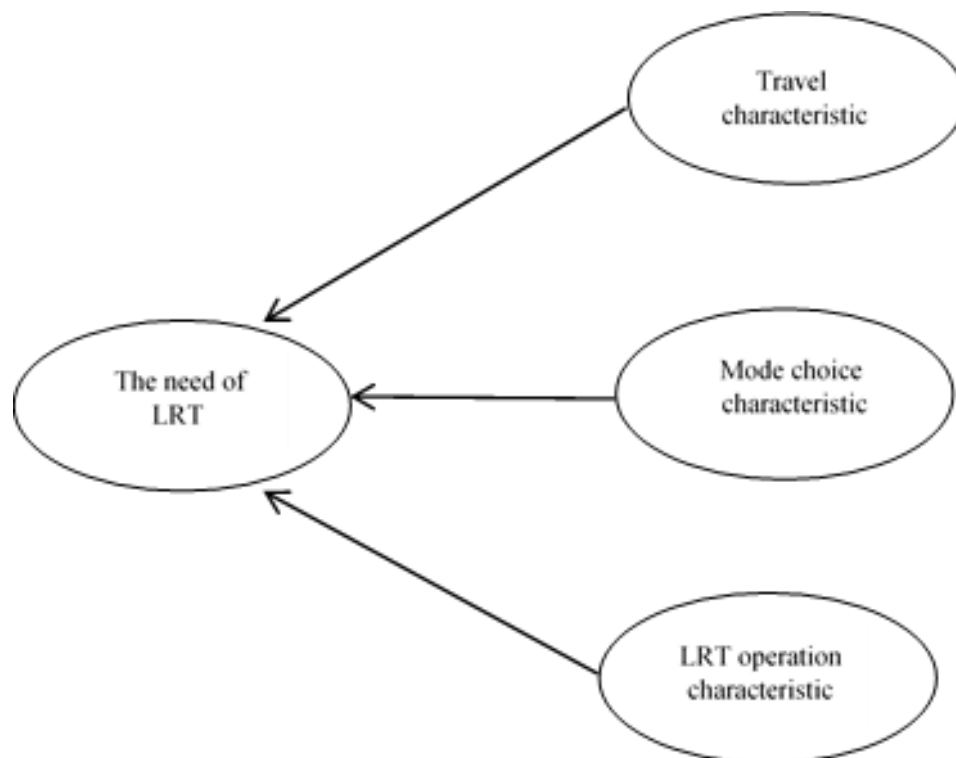 Travel
characteristic
The need of
LRT
Mode choice
characteristic
LRT operation
characteristic